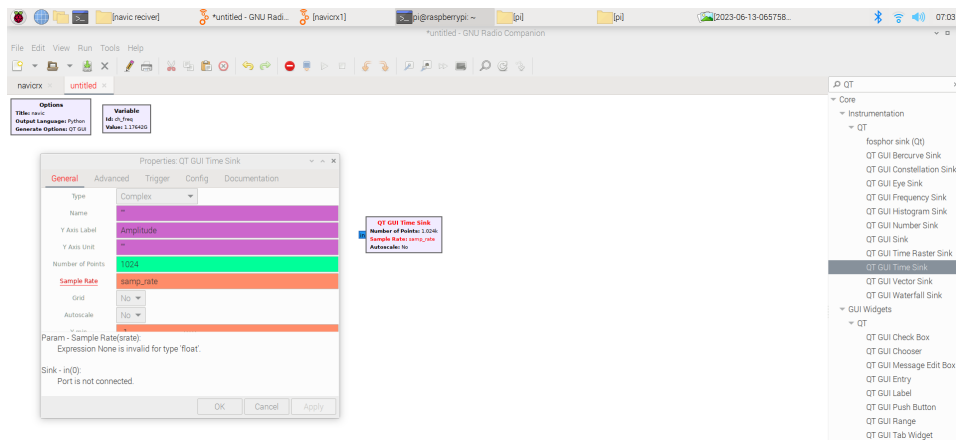 [navic reciver]
*untitled - GNU Radi...
[navicrx1]
pi@raspberrypi: ~
[pi]
[pi]
[2023-06-13-065758...
07:03
*untitled - GNU Radio Companion
File Edit View Run Tools Help
navicrx
untitled
QT
Options
Title: navic
Output Language: Python
Generate Options: QT GUI
Variable
Id: ch_freq
Value: 1.17642G
Properties: QT GUI Time Sink
General Advanced Trigger Config Documentation
Type Complex
Name ""
Y Axis Label Amplitude
Y Axis Unit ""
Number of Points 1024
Sample Rate samp_rate
Grid No
Autoscale No
Param - Sample Rate(srate):
Expression None is invalid for type 'float'.
Sink - in(0):
Port is not connected.
OK Cancel Apply
in
QT GUI Time Sink
Number of Points: 1.024k
Sample Rate: samp_rate
Autoscale: No
Core
Instrumentation
QT
fosphor sink (Qt)
QT GUI Bercurve Sink
QT GUI Constellation Sink
QT GUI Eye Sink
QT GUI Frequency Sink
QT GUI Histogram Sink
QT GUI Number Sink
QT GUI Sink
QT GUI Time Raster Sink
QT GUI Time Sink
QT GUI Vector Sink
QT GUI Waterfall Sink
GUI Widgets
QT
QT GUI Check Box
QT GUI Chooser
QT GUI Message Edit Box
QT GUI Entry
QT GUI Label
QT GUI Push Button
QT GUI Range
QT GUI Tab Widget